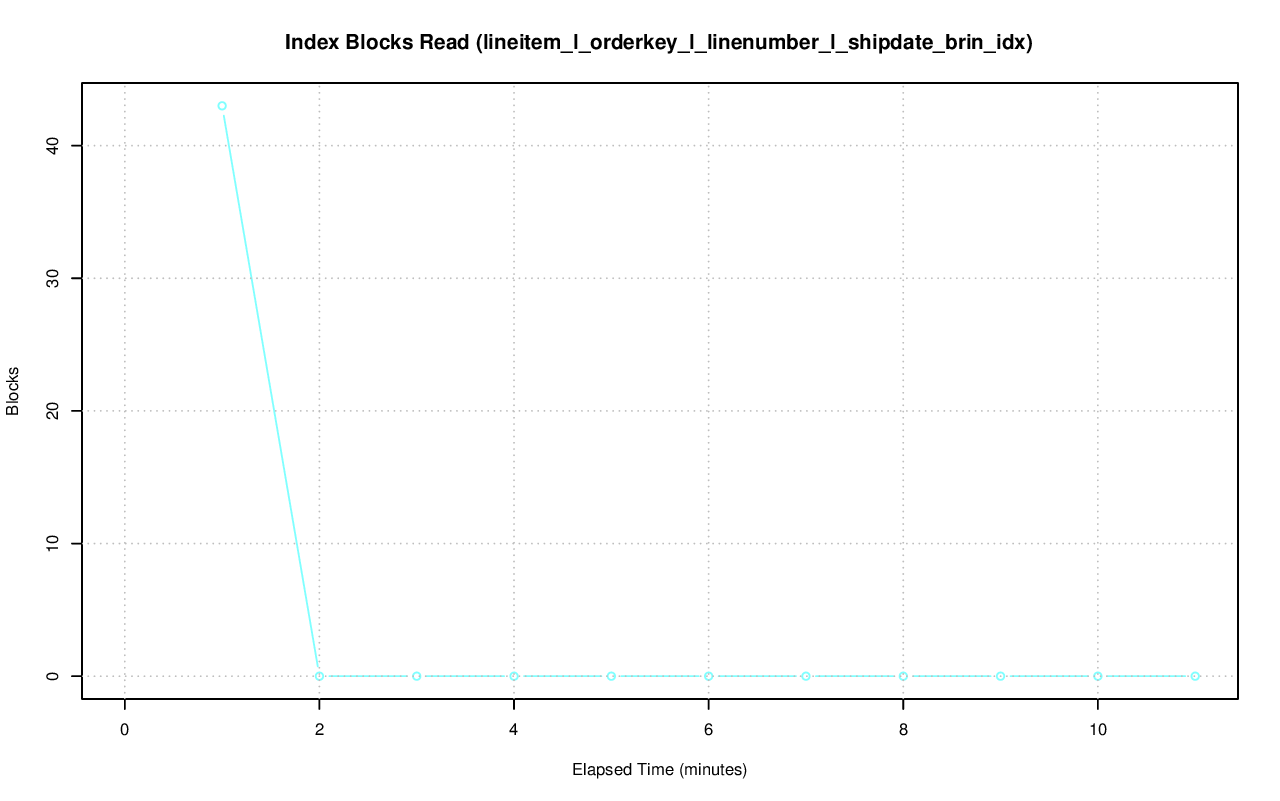 Index Blocks Read (lineitem_l_orderkey_l_linenumber_l_shipdate_brin_idx)
Blocks
40
30
20
10
0
0 2 4 6 8 10
Elapsed Time (minutes)